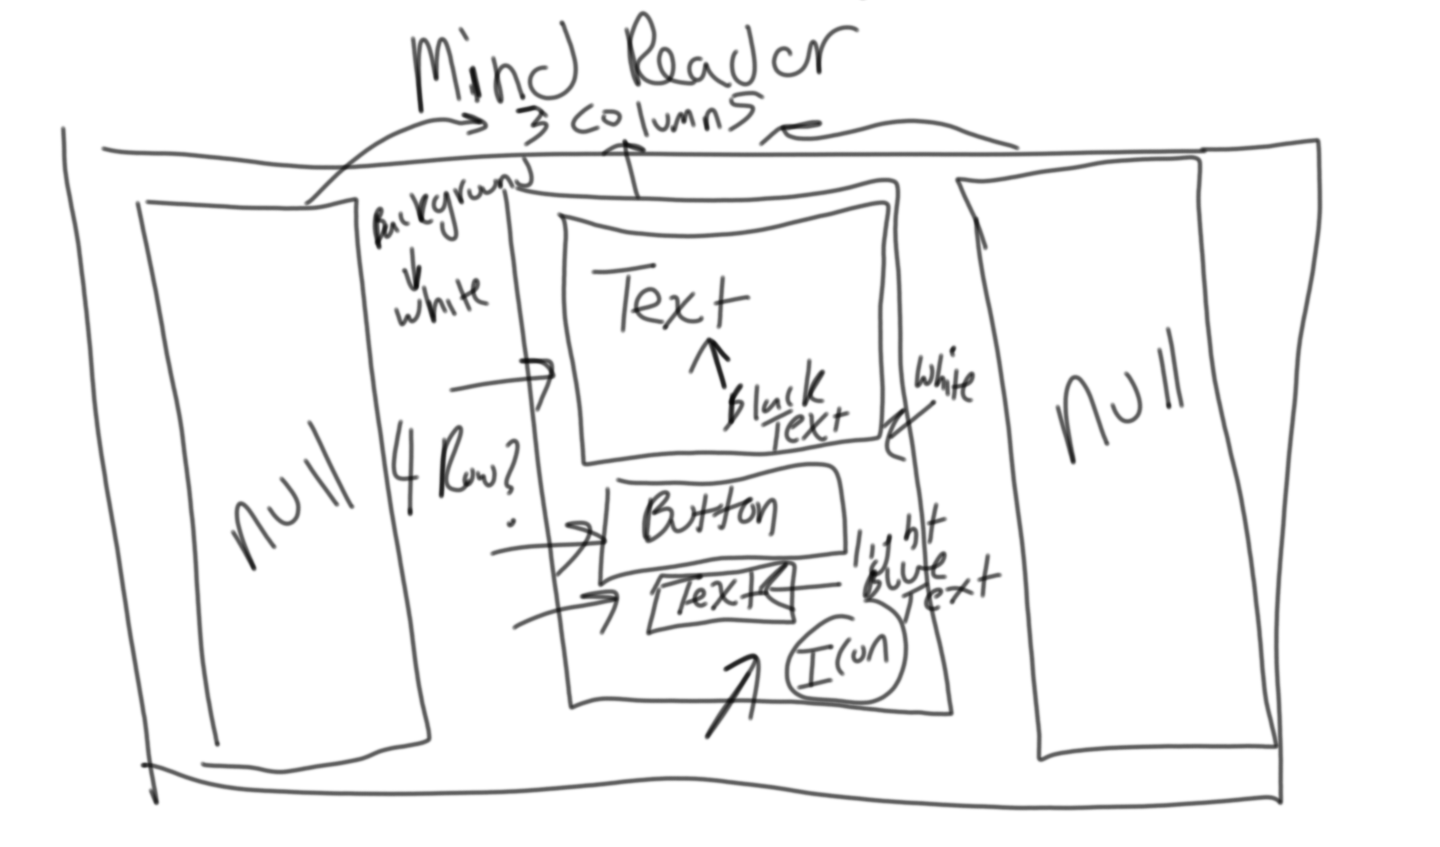 Mind Reader
3 columns
Background
white
Text
Black
Text
white
null
4 Row?
null
Button
light
Blue
Text
Text
Icon